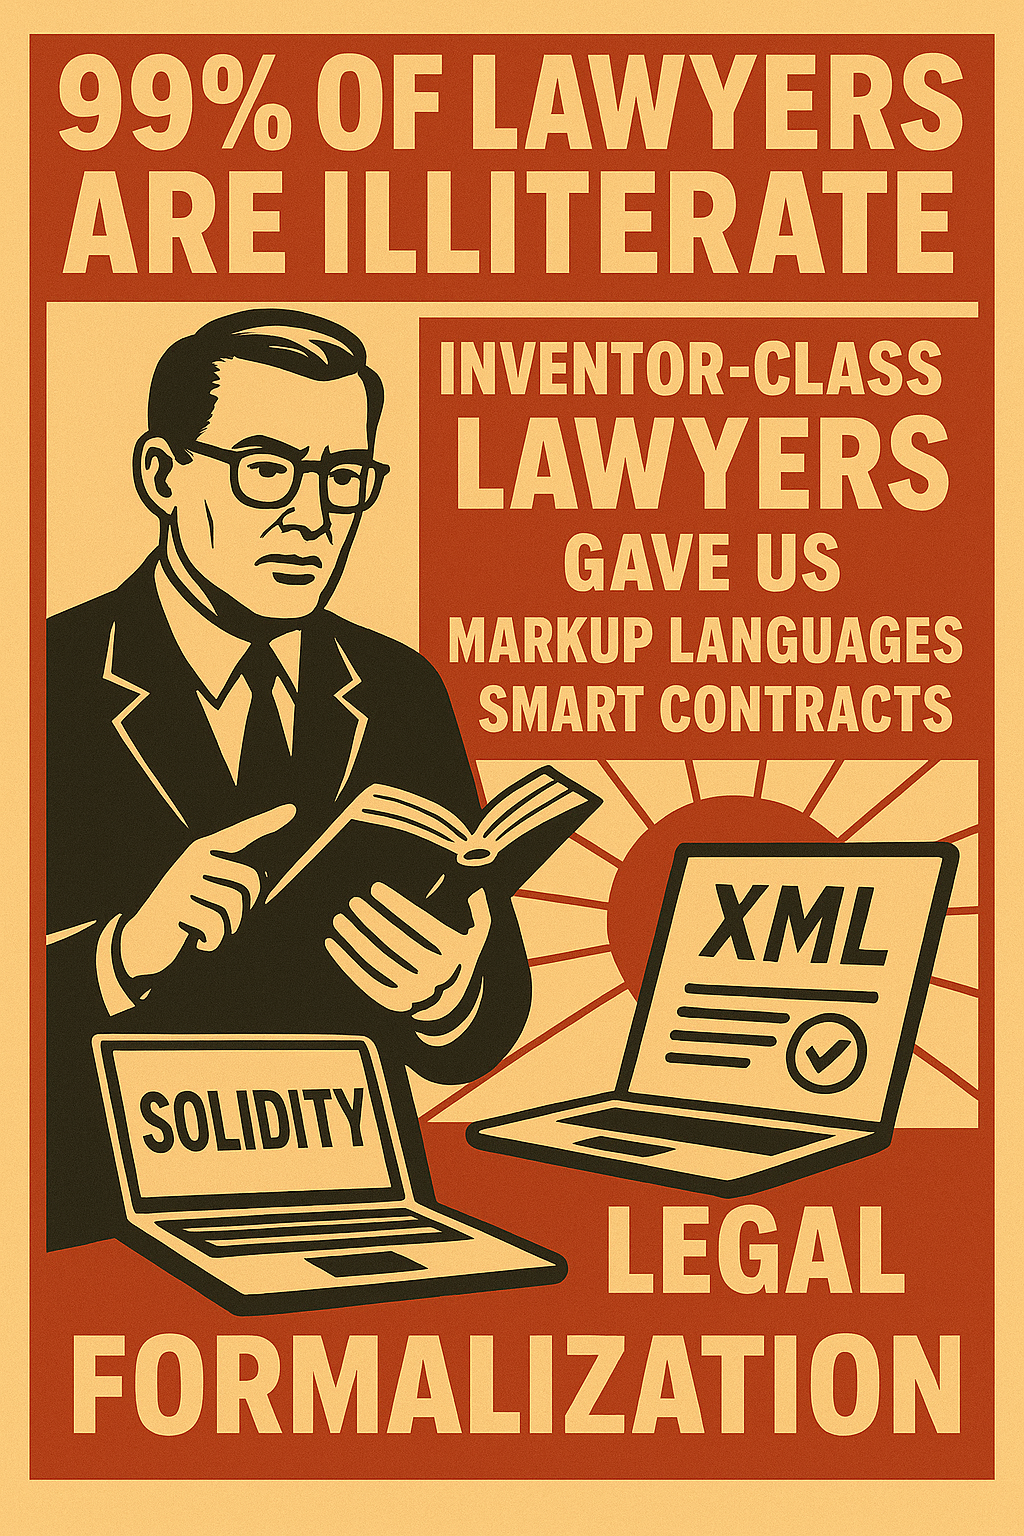 99% OF LAWYERS
ARE ILLITERATE
INVENTOR-CLASS
LAWYERS
GAVE US
MARKUP LANGUAGES
SMART CONTRACTS
XML
SOLIDITY
LEGAL
FORMALIZATION